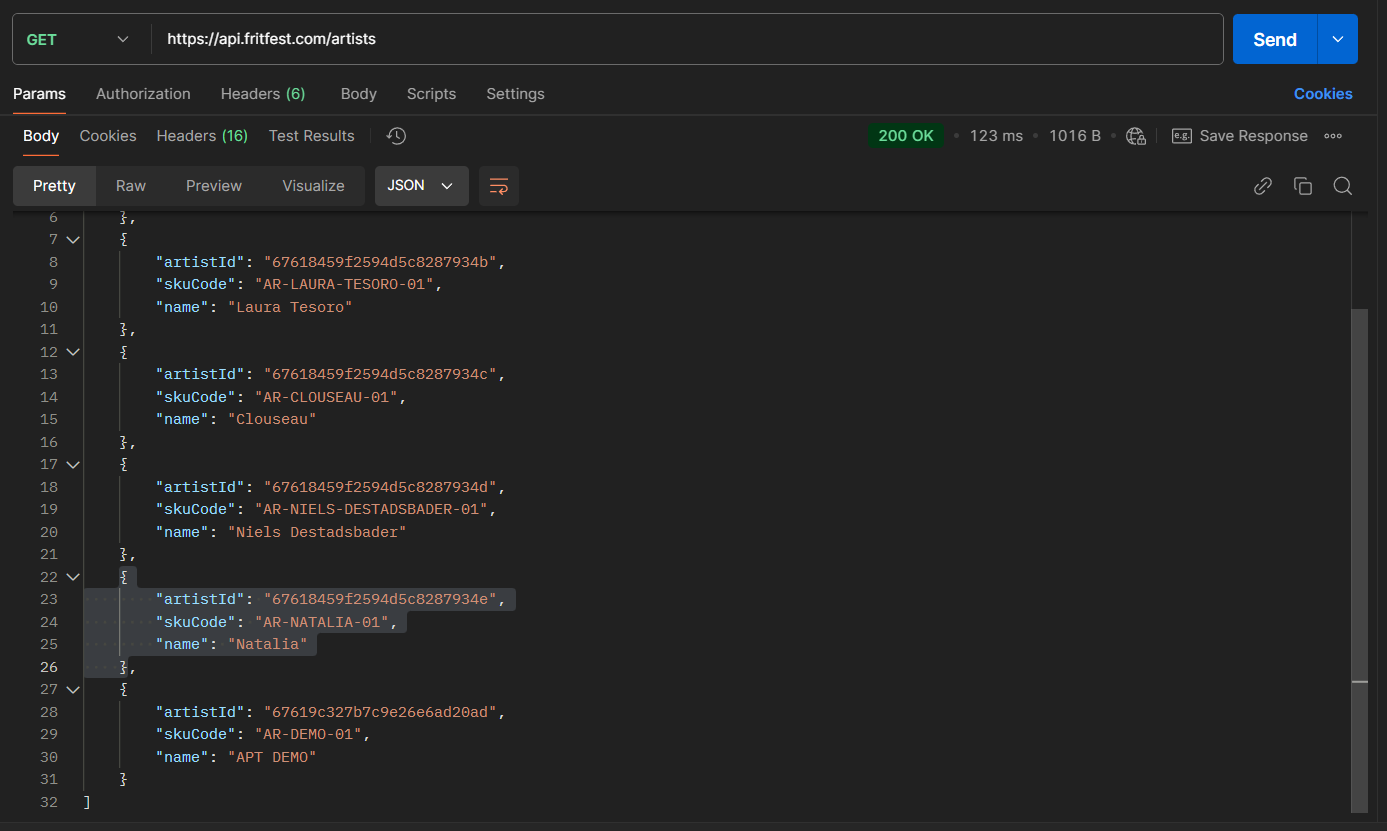 GET https://api.fritfest.com/artists Send
Params Authorization Headers (6) Body Scripts Settings Cookies
Body Cookies Headers (16) Test Results 200 OK 123 ms 1016 B e.g. Save Response
Pretty Raw Preview Visualize JSON
6 },
7 {
8 "artistId": "67618459f2594d5c8287934b",
9 "skuCode": "AR-LAURA-TESORO-01",
10 "name": "Laura Tesoro"
11 },
12 {
13 "artistId": "67618459f2594d5c8287934c",
14 "skuCode": "AR-CLOUSEAU-01",
15 "name": "Clouseau"
16 },
17 {
18 "artistId": "67618459f2594d5c8287934d",
19 "skuCode": "AR-NIELS-DESTADSBADER-01",
20 "name": "Niels Destadsbader"
21 },
22 {
23 "artistId": "67618459f2594d5c8287934e",
24 "skuCode": "AR-NATALIA-01",
25 "name": "Natalia"
26 },
27 {
28 "artistId": "67619c327b7c9e26e6ad20ad",
29 "skuCode": "AR-DEMO-01",
30 "name": "APT DEMO"
31 }
32 ]